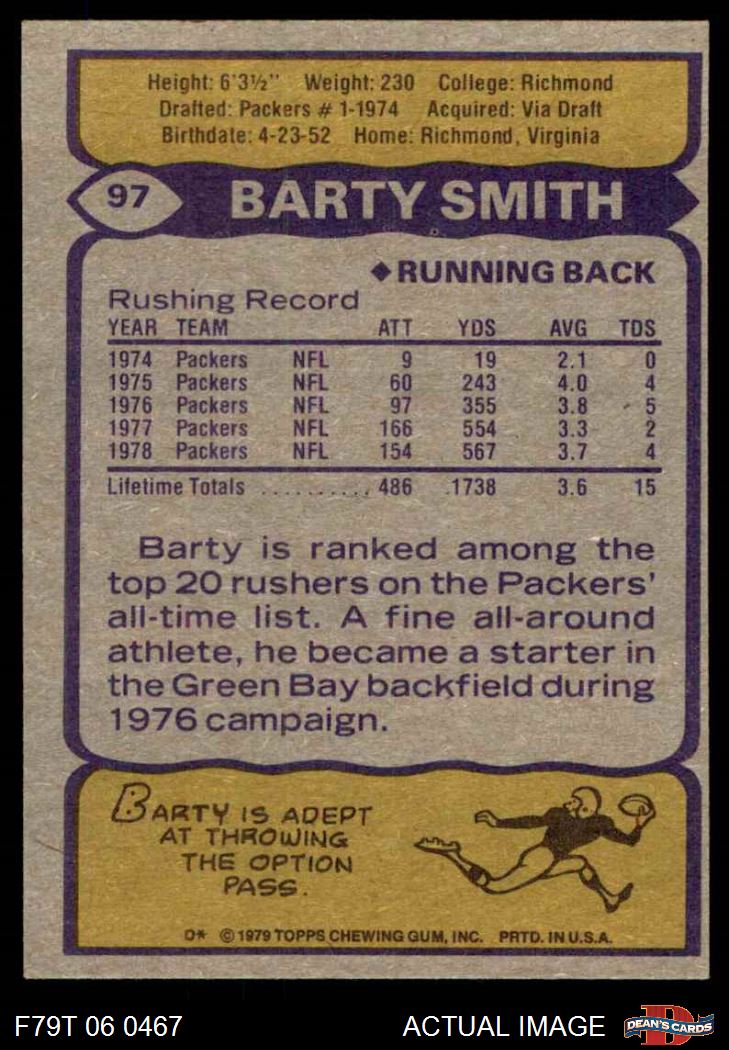 Height: 6'3½" Weight: 230 College: Richmond
Drafted: Packers # 1-1974 Acquired: Via Draft
Birthdate: 4-23-52 Home: Richmond, Virginia
97 BARTY SMITH
◆RUNNING BACK
Rushing Record
YEAR TEAM ATT YDS AVG TDS
1974 Packers NFL 9 19 2.1 0
1975 Packers NFL 60 243 4.0 4
1976 Packers NFL 97 355 3.8 5
1977 Packers NFL 166 554 3.3 2
1978 Packers NFL 154 567 3.7 4
Lifetime Totals .......... 486 1738 3.6 15
Barty is ranked among the
top 20 rushers on the Packers'
all-time list. A fine all-around
athlete, he became a starter in
the Green Bay backfield during
1976 campaign.
BARTY IS ADEPT
AT THROWING
THE OPTION
PASS.
D* © 1979 TOPPS CHEWING GUM, INC. PRTD. IN U.S.A.
F79T 06 0467 ACTUAL IMAGE D DEAN'S CARDS